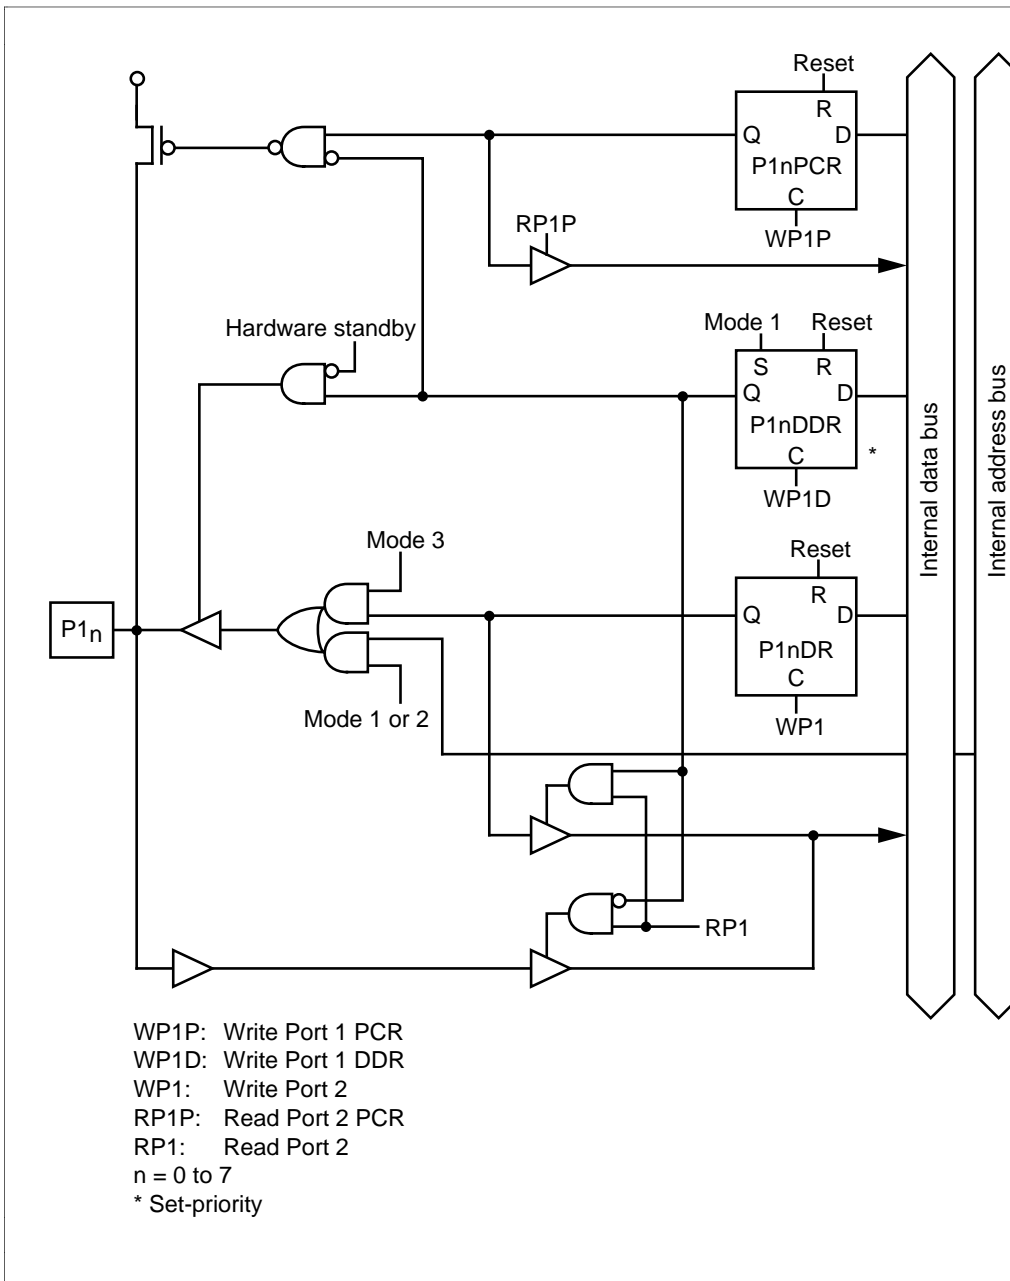 Reset
R
Q D
P1nPCR
C
WP1P
RP1P
Hardware standby
Mode 1 Reset
S R
Q D
P1nDDR
C *
WP1D
Mode 3
Reset
R
Q D
P1nDR
C
WP1
P1n
Mode 1 or 2
RP1
Internal data bus
Internal address bus
WP1P: Write Port 1 PCR
WP1D: Write Port 1 DDR
WP1: Write Port 2
RP1P: Read Port 2 PCR
RP1: Read Port 2
n = 0 to 7
* Set-priority